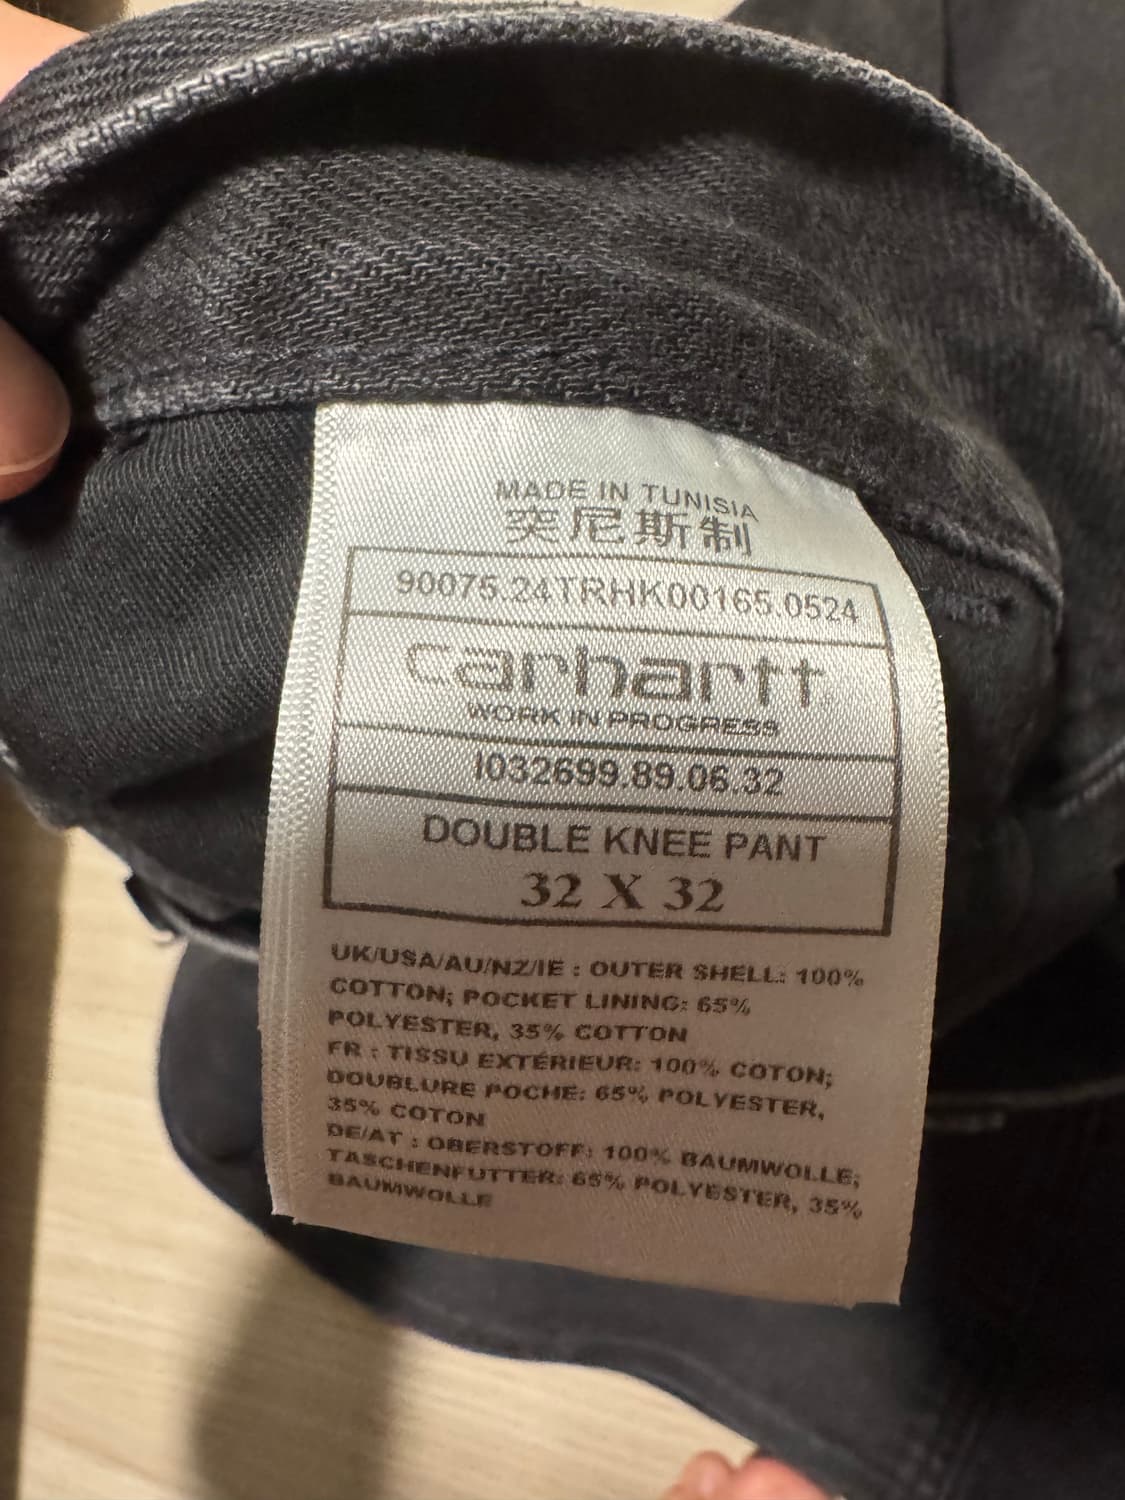 MADE IN TUNISIA
突尼斯制
90075.24TRHK00165.0524
carhartt
WORK IN PROGRESS
I032699.89.06.32
DOUBLE KNEE PANT
32 X 32
UK/USA/AU/NZ/IE : OUTER SHELL: 100%
COTTON; POCKET LINING: 65%
POLYESTER, 35% COTTON
FR : TISSU EXTÉRIEUR: 100% COTON;
DOUBLURE POCHE: 65% POLYESTER,
35% COTON
DE/AT : OBERSTOFF: 100% BAUMWOLLE;
TASCHENFUTTER: 65% POLYESTER, 35%
BAUMWOLLE